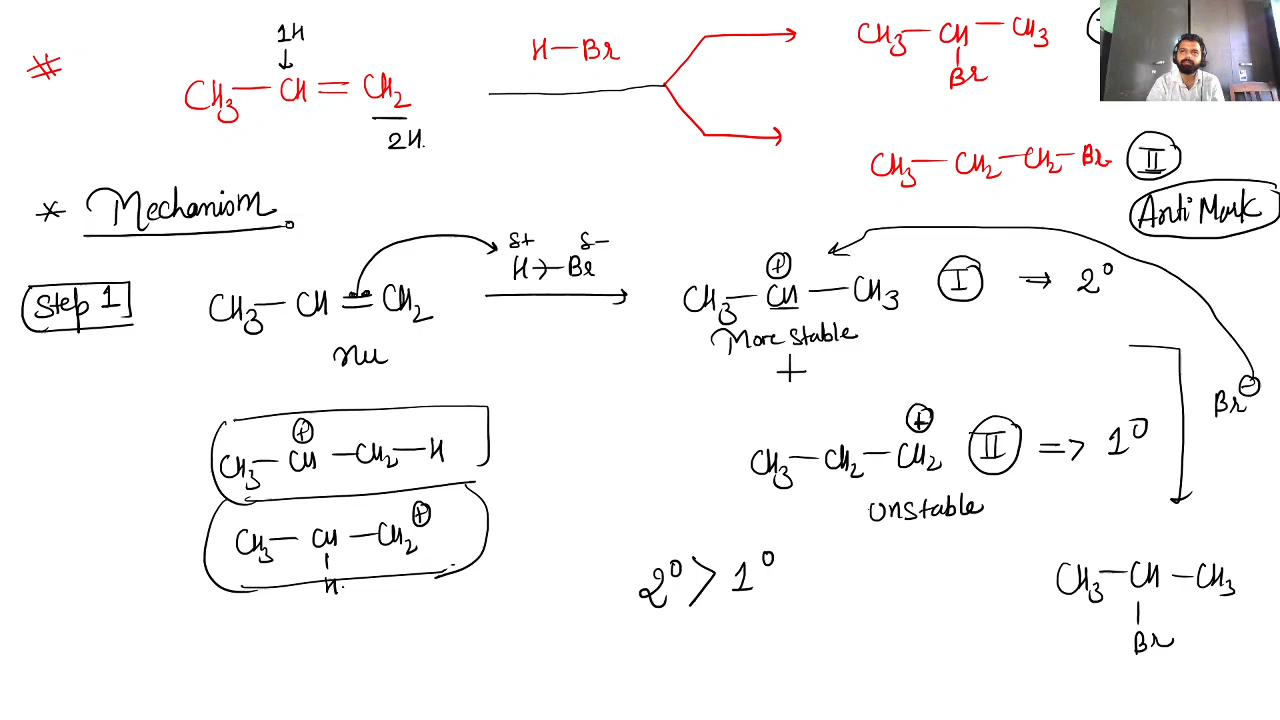 1H
* CH3—CH=CH2
2H.
H—Br
CH3—CH—CH3
Br
CH3—CH2—CH2—Br II
Anti Mark
* Mechanism.
Step 1
CH3—CH=CH2
nu
δ+ δ-
H→Br
CH3—CH—CH3 I ⇒ 2°
+
More stable
+
CH3—CH2—CH2 II => 1°
+
Unstable
Br-
CH3—CH—CH2—H
+
CH3—CH—CH2+
H.
2° > 1°
CH3—CH—CH3
Br